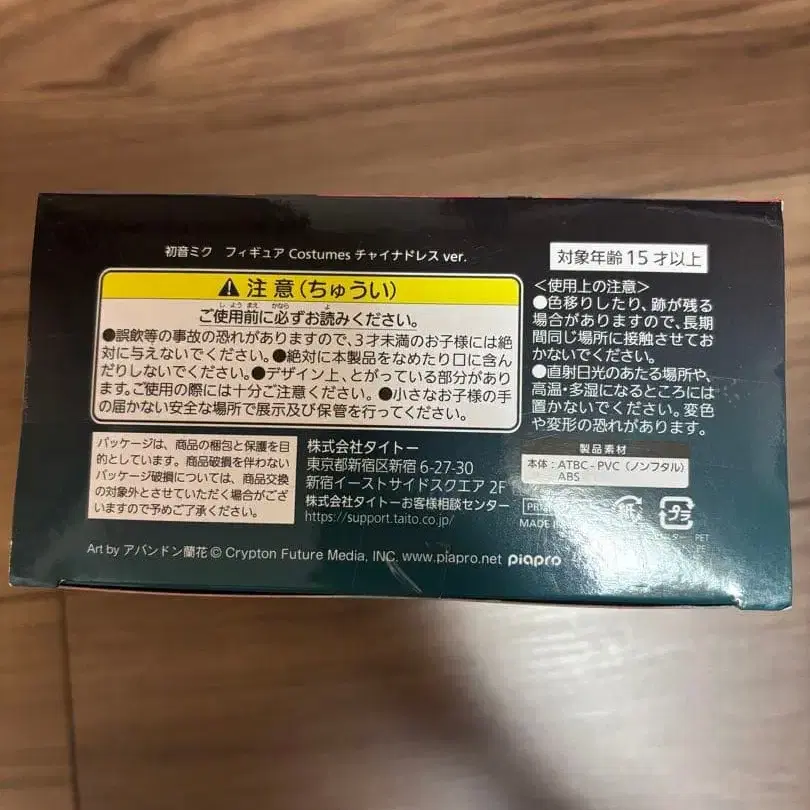 初音ミク フィギュア Costumes チャイナドレス ver.
対象年齢15才以上
注意(ちゅうい)
ご使用前に必ずお読みください。
●誤飲等の事故の恐れがありますので、3才未満のお子様には絶
対に与えないでください。●絶対に本製品をなめたり口に含ん
だりしないでください。●デザイン上、とがっている部分があり
ます。ご使用の際には十分ご注意ください。●小さなお子様の手
の届かない安全な場所で展示及び保管を行ってください。
<使用上の注意>
●色移りしたり、跡が残る
場合がありますので、長期
間同じ場所に接触させてお
かないでください。
●直射日光のあたる場所や、
高温・多湿になるところには
置かないでください。変色
や変形の恐れがあります。
パッケージは、商品の梱包と保護を目
的としています。商品破損を伴わない
パッケージ破損については、商品交換
の対象外とさせていただく場合がござ
いますので予めご了承ください。
株式会社タイトー
東京都新宿区新宿 6-27-30
新宿イーストサイドスクエア 2F
株式会社タイトーお客様相談センター
https://support.taito.co.jp/
製品素材
本体:ATBC-PVC(ノンフタル)
ABS
MADE
紙
プラ
PET
Art by アバンドン蘭花 © Crypton Future Media, INC. www.piapro.net piapro